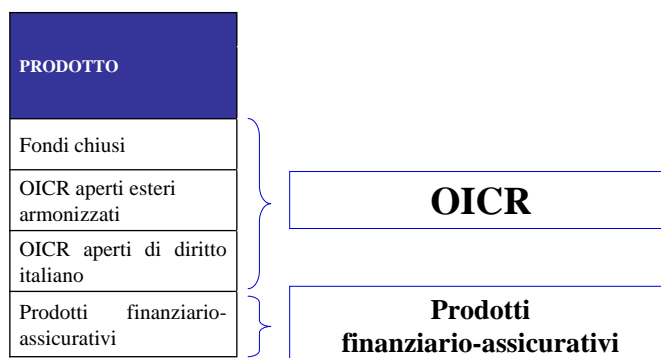 PRODOTTO
Fondi chiusi
OICR aperti esteri
armonizzati
OICR aperti di diritto
italiano
Prodotti finanziario-
assicurativi
OICR
Prodotti
finanziario-assicurativi